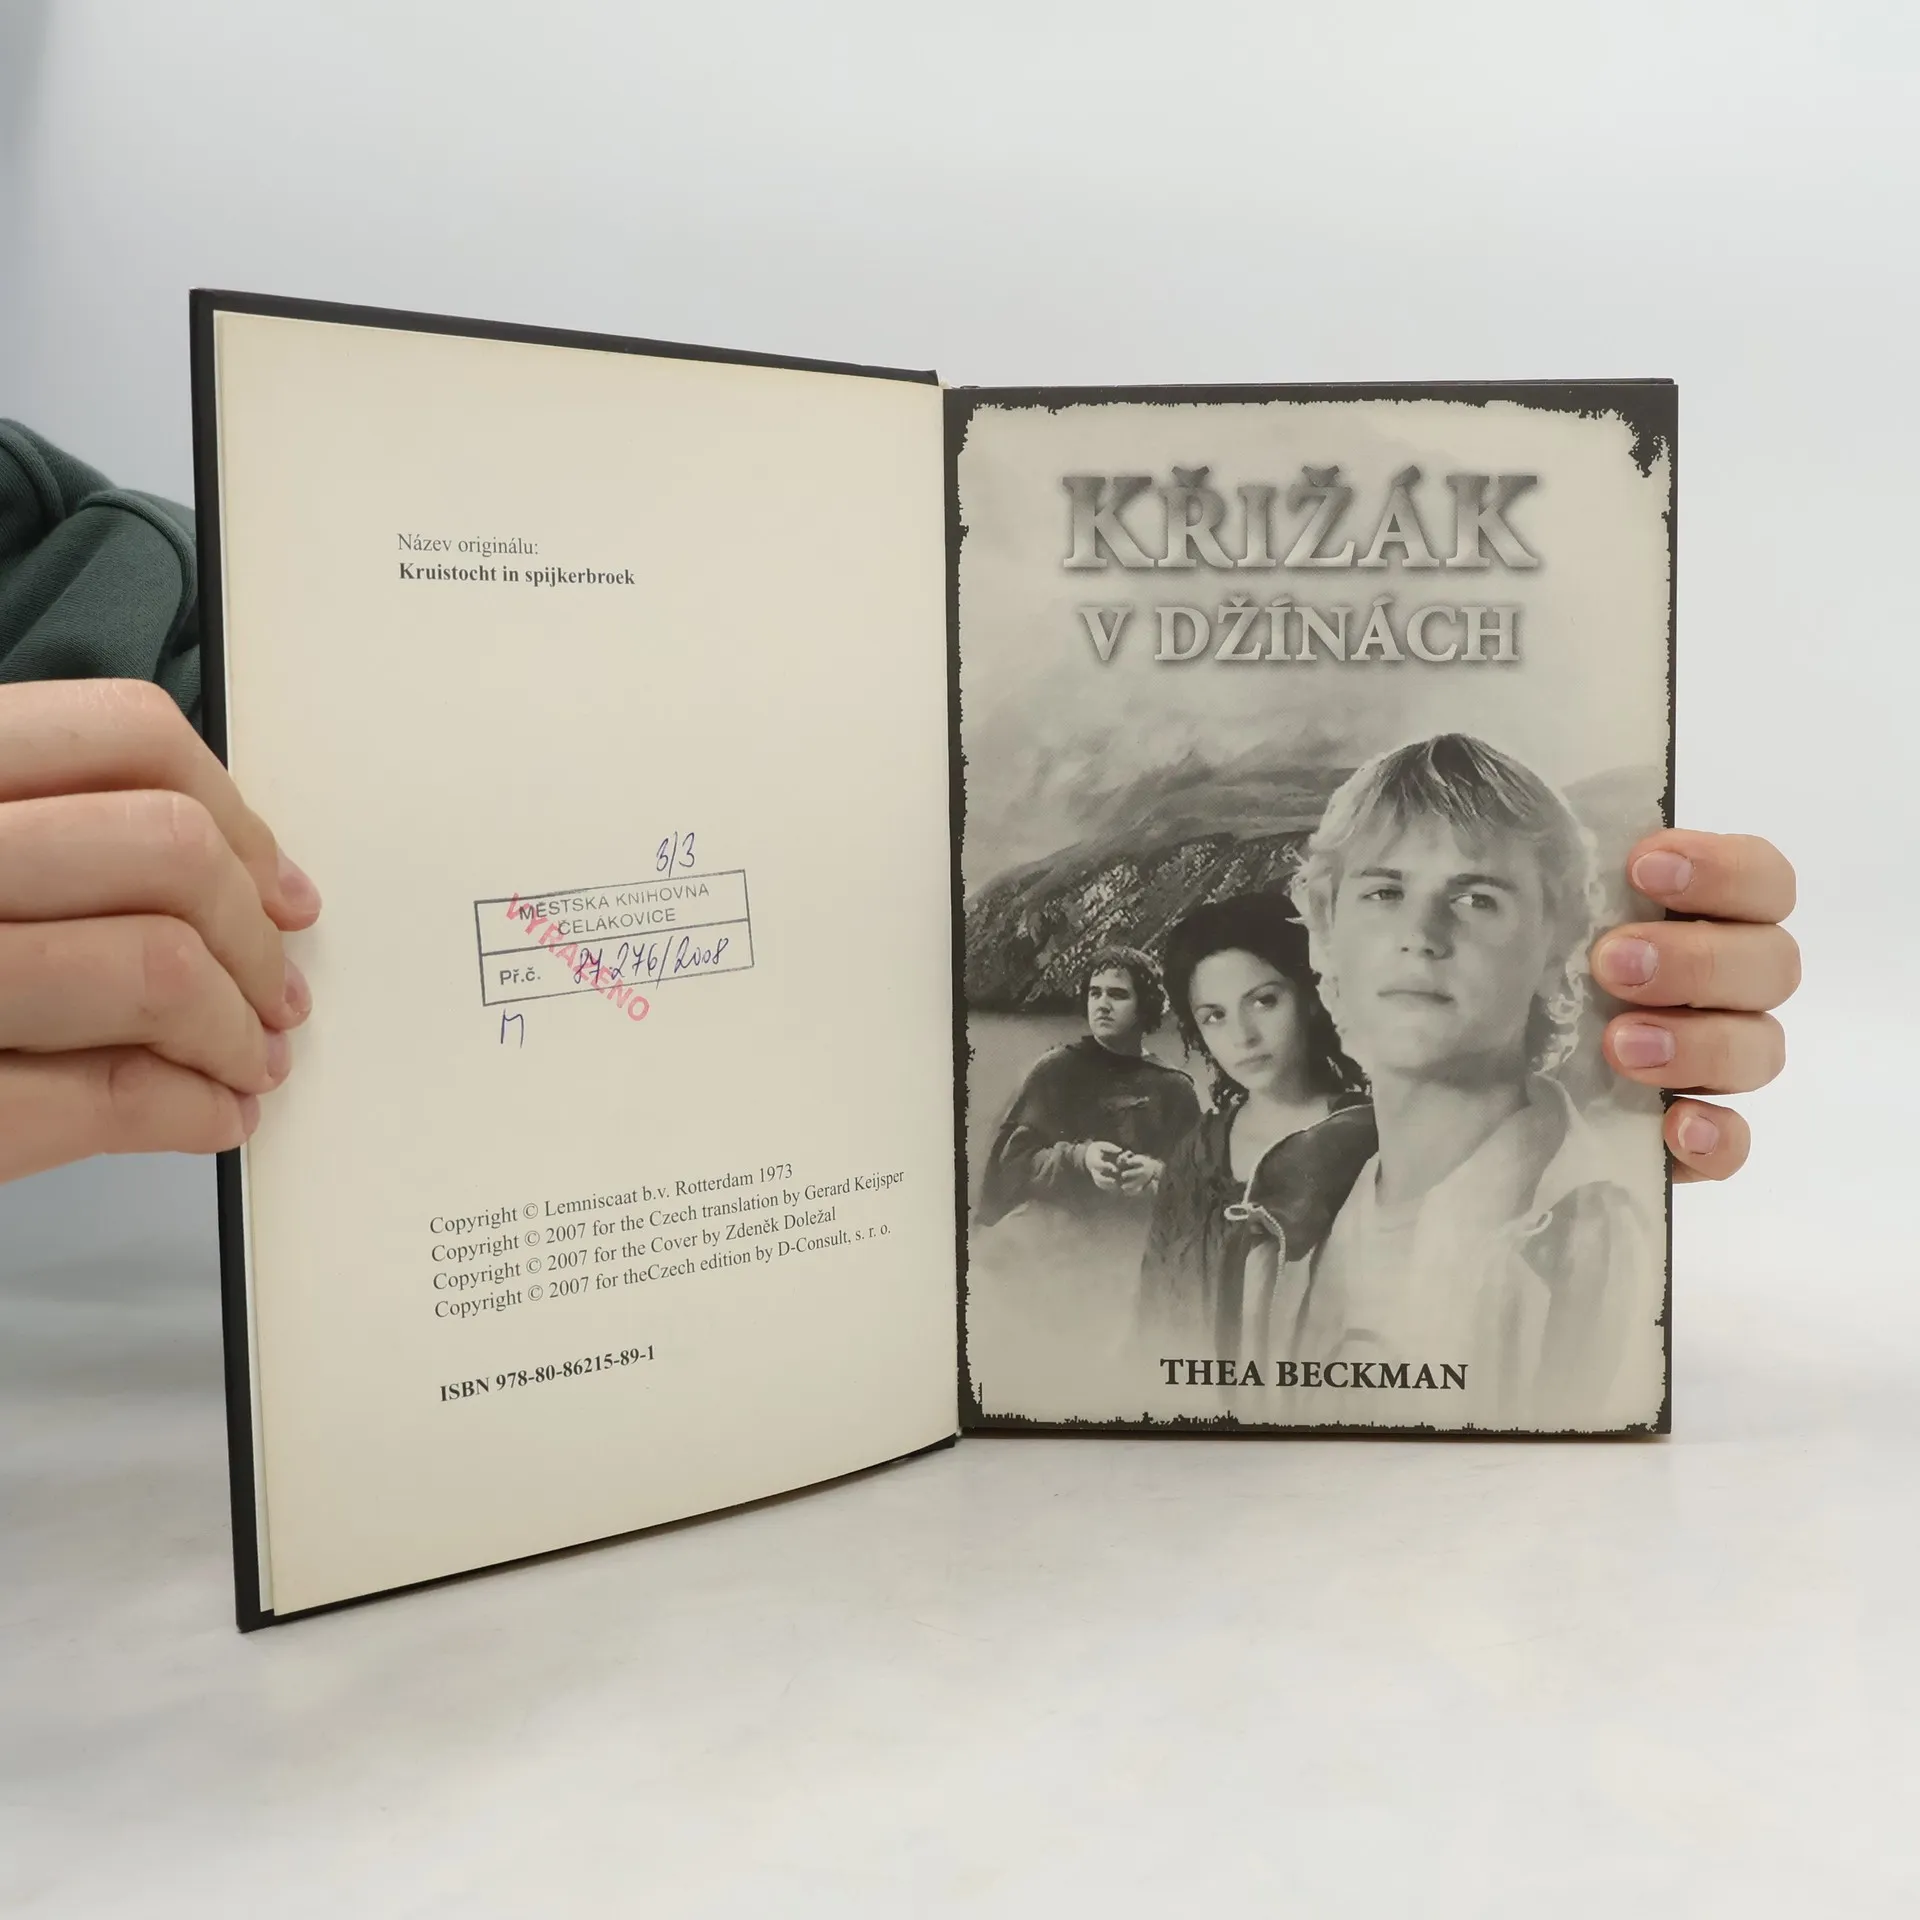 Název originálu:
Kruistocht in spijkerbroek
3/3
MĚSTSKÁ KNIHOVNA
ČELÁKOVICE
Př.č. 27 276/2008
VYŘAZENO
M
Copyright © Lemniscaat b.v. Rotterdam 1973
Copyright © 2007 for the Czech translation by Gerard Keijsper
Copyright © 2007 for the Cover by Zdeněk Doležal
Copyright © 2007 for theCzech edition by D-Consult, s. r. o.
ISBN 978-80-86215-89-1
KŘIŽÁK
V DŽÍNÁCH
THEA BECKMAN